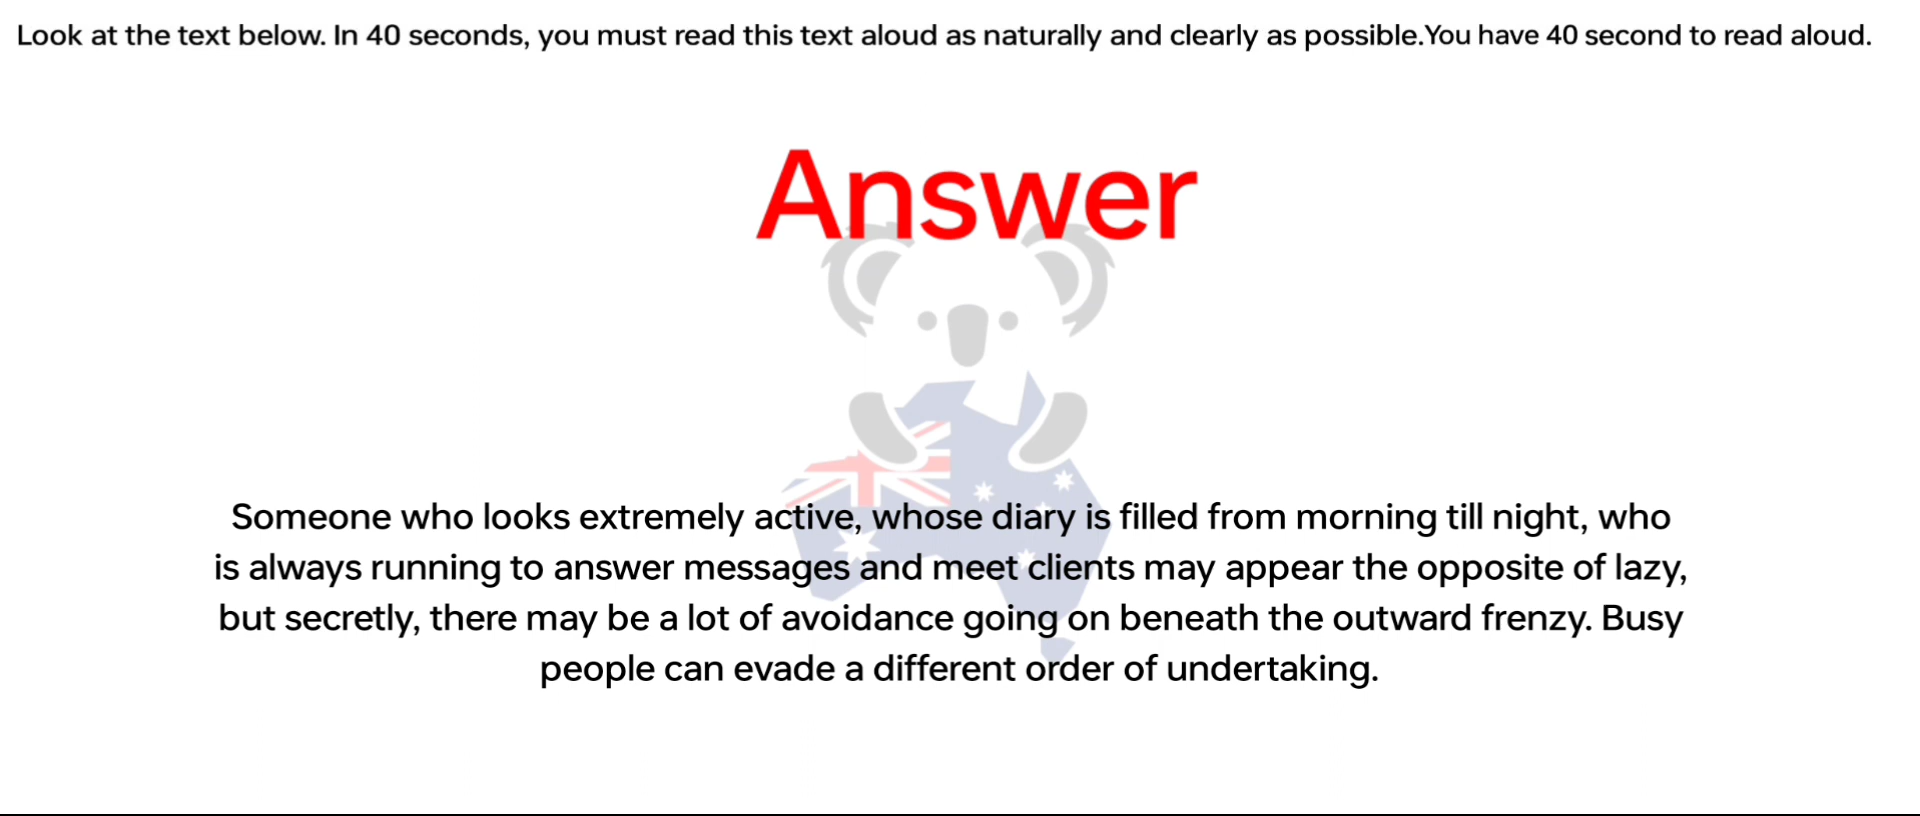 Look at the text below. In 40 seconds, you must read this text aloud as naturally and clearly as possible.You have 40 second to read aloud.
Answer
Someone who looks extremely active, whose diary is filled from morning till night, who
is always running to answer messages and meet clients may appear the opposite of lazy,
but secretly, there may be a lot of avoidance going on beneath the outward frenzy. Busy
people can evade a different order of undertaking.